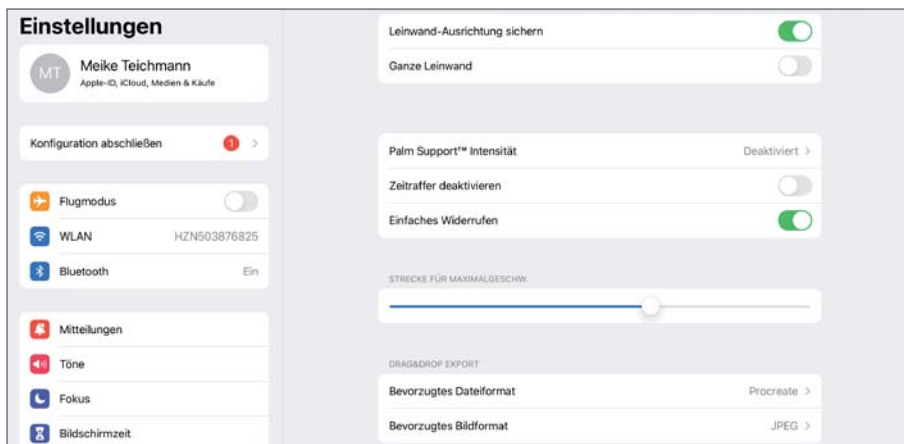 Einstellungen
MT
Meike Teichmann
Apple-ID, iCloud, Medien & Käufe
Konfiguration abschließen 1
Flugmodus
WLAN HZN503876825
Bluetooth Ein
Mitteilungen
Töne
Fokus
Bildschirmzeit
Leinwand-Ausrichtung sichern
Ganze Leinwand
Palm Support™ Intensität Deaktiviert
Zeitraffer deaktivieren
Einfaches Widerrufen
STRECKE FÜR MAXIMALGESCHW.
DRAG&DROP EXPORT
Bevorzugtes Dateiformat Procreate
Bevorzugtes Bildformat JPEG